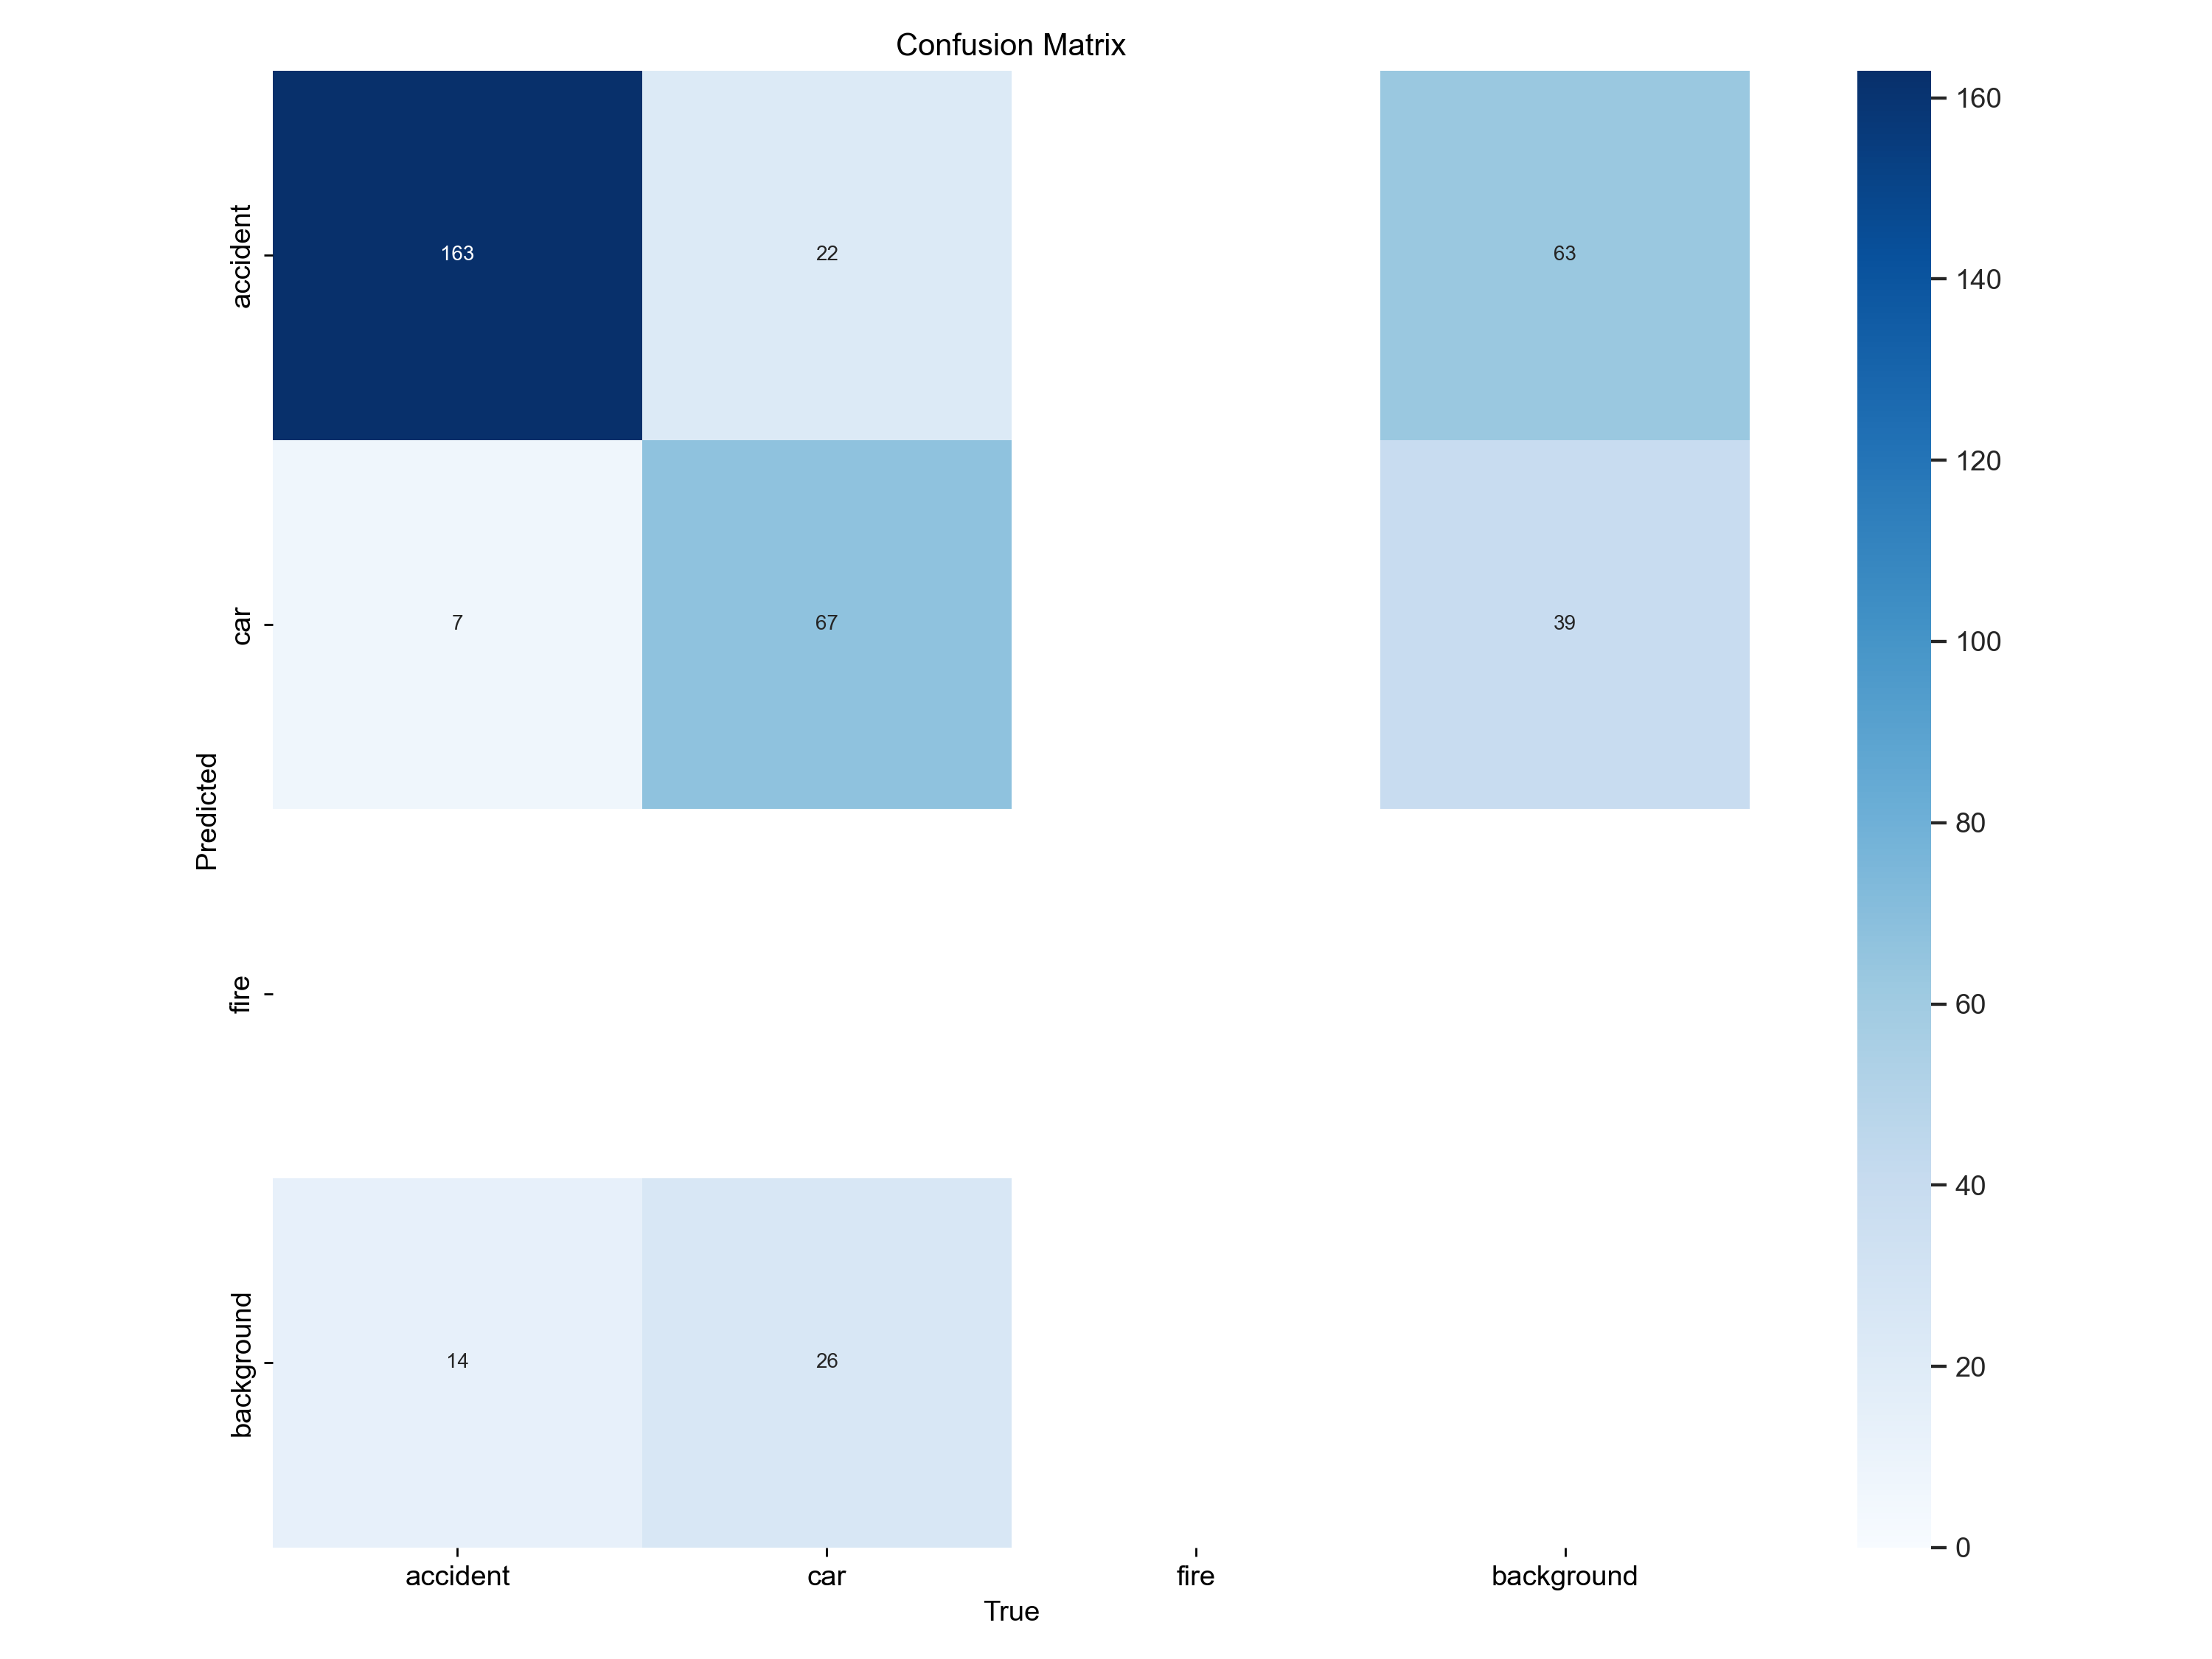 Confusion Matrix
accident
163
22
63
car
7
67
39
Predicted
fire
background
14
26
accident
car
fire
background
True
160
140
120
100
80
60
40
20
0